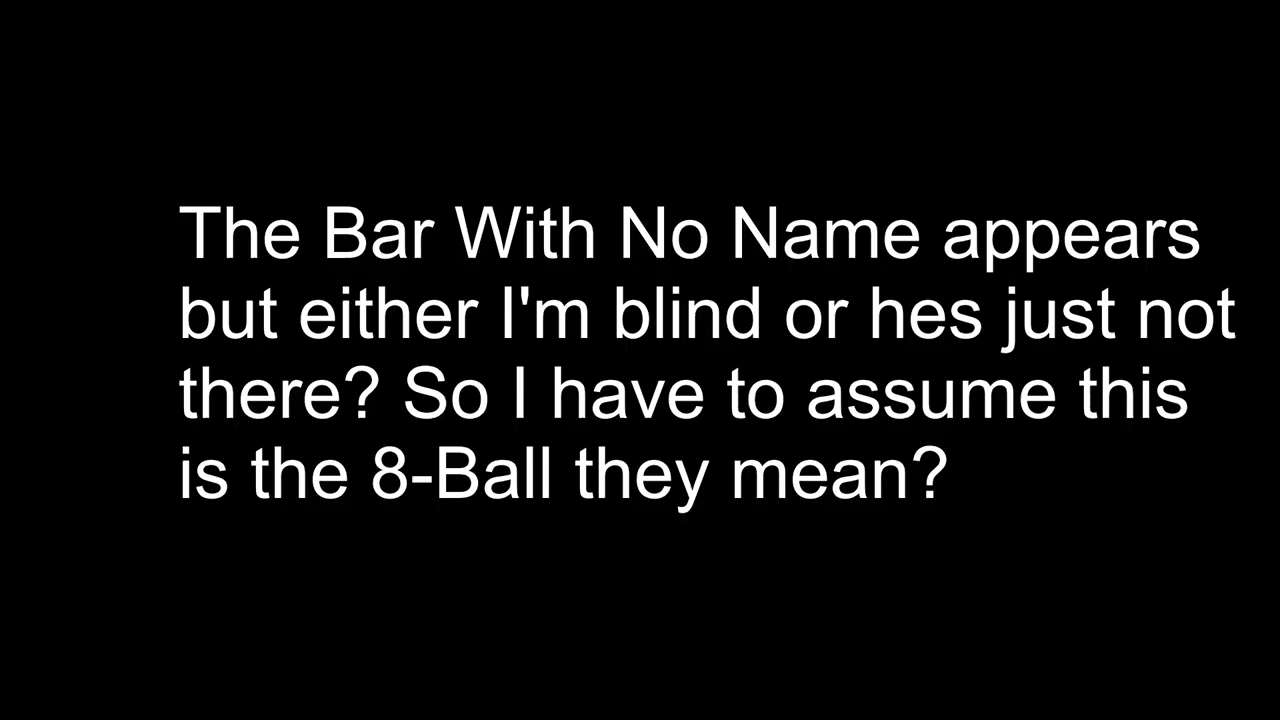 The Bar With No Name appears
but either I'm blind or hes just not
there? So I have to assume this
is the 8-Ball they mean?